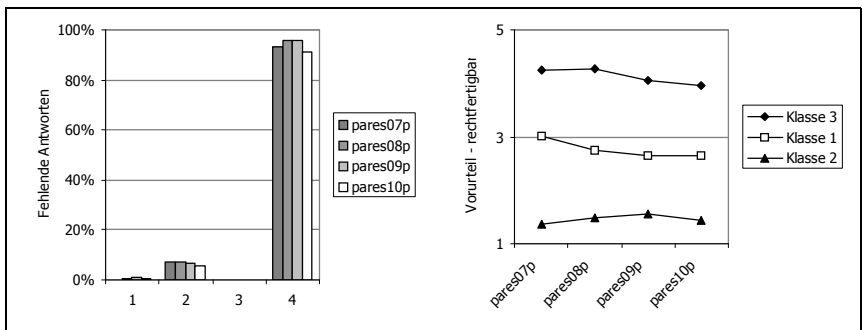 Fehlende Antworten
100%
80%
60%
40%
20%
0%
1 2 3 4
pares07p
pares08p
pares09p
pares10p
Vorurteil - rechtfertigbar
5
3
1
pares07p
pares08p
pares09p
pares10p
Klasse 3
Klasse 1
Klasse 2